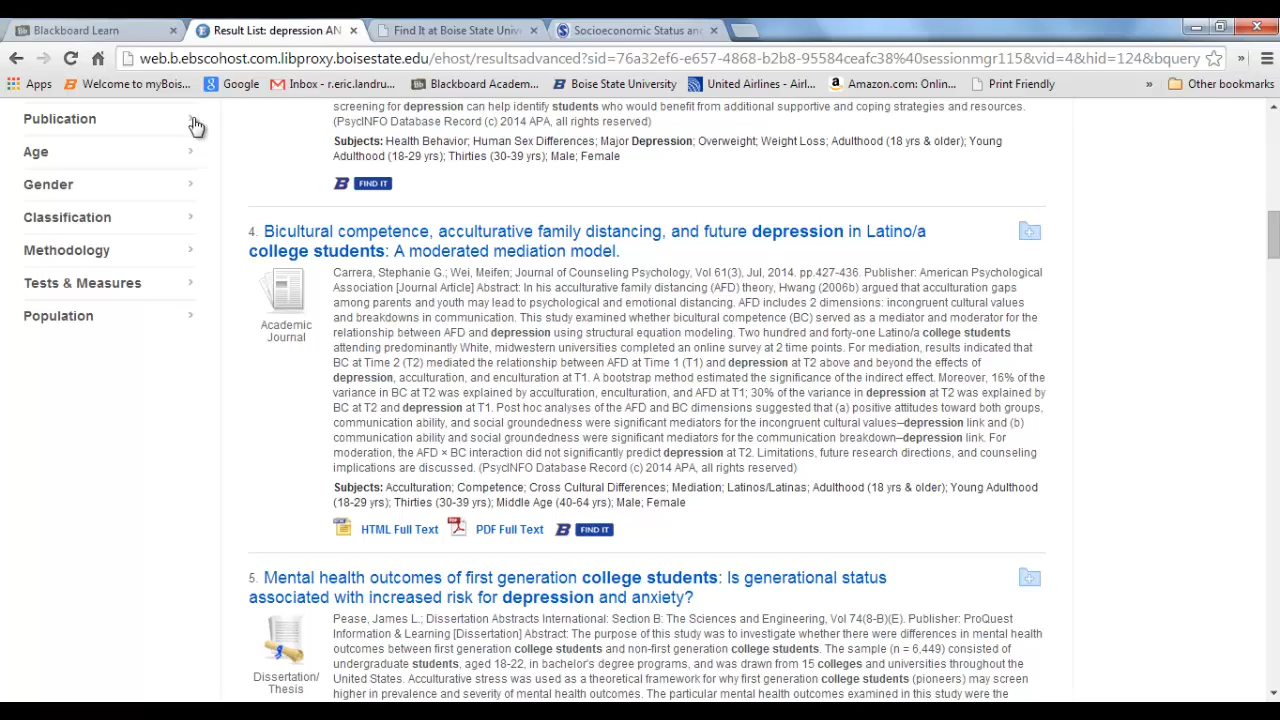 Blackboard Learn
Result List: depression AN
Find It at Boise State Univ
Socioeconomic Status an
web.b.ebscohost.com.libproxy.boisestate.edu/ehost/resultsadvanced?sid=76a32ef6-e657-4868-b2b8-95584ceafc38%40sessionmgr115&vid=4&hid=124&bquery
Apps
Welcome to myBois...
Google
Inbox - r.eric.landru...
Blackboard Academ...
Boise State University
United Airlines - Airl...
Amazon.com: Onlin...
Print Friendly
»
Other bookmarks
Publication
Age
Gender
Classification
Methodology
Tests & Measures
Population
screening for depression can help identify students who would benefit from additional supportive and coping strategies and resources.
(PsycINFO Database Record (c) 2014 APA, all rights reserved)
Subjects: Health Behavior; Human Sex Differences; Major Depression; Overweight; Weight Loss; Adulthood (18 yrs & older); Young
Adulthood (18-29 yrs); Thirties (30-39 yrs); Male; Female
B FIND IT
4. Bicultural competence, acculturative family distancing, and future depression in Latino/a
college students: A moderated mediation model.
Academic
Journal
Carrera, Stephanie G.; Wei, Meifen; Journal of Counseling Psychology, Vol 61(3), Jul, 2014. pp.427-436. Publisher: American Psychological
Association [Journal Article] Abstract: In his acculturative family distancing (AFD) theory, Hwang (2006b) argued that acculturation gaps
among parents and youth may lead to psychological and emotional distancing. AFD includes 2 dimensions: incongruent cultural values
and breakdowns in communication. This study examined whether bicultural competence (BC) served as a mediator and moderator for the
relationship between AFD and depression using structural equation modeling. Two hundred and forty-one Latino/a college students
attending predominantly White, midwestern universities completed an online survey at 2 time points. For mediation, results indicated that
BC at Time 2 (T2) mediated the relationship between AFD at Time 1 (T1) and depression at T2 above and beyond the effects of
depression, acculturation, and enculturation at T1. A bootstrap method estimated the significance of the indirect effect. Moreover, 16% of the
variance in BC at T2 was explained by acculturation, enculturation, and AFD at T1; 30% of the variance in depression at T2 was explained by
BC at T2 and depression at T1. Post hoc analyses of the AFD and BC dimensions suggested that (a) positive attitudes toward both groups,
communication ability, and social groundedness were significant mediators for the incongruent cultural values–depression link and (b)
communication ability and social groundedness were significant mediators for the communication breakdown–depression link. For
moderation, the AFD × BC interaction did not significantly predict depression at T2. Limitations, future research directions, and counseling
implications are discussed. (PsycINFO Database Record (c) 2014 APA, all rights reserved)
Subjects: Acculturation; Competence; Cross Cultural Differences; Mediation; Latinos/Latinas; Adulthood (18 yrs & older); Young Adulthood
(18-29 yrs); Thirties (30-39 yrs); Middle Age (40-64 yrs); Male; Female
HTML Full Text
PDF Full Text
B FIND IT
5. Mental health outcomes of first generation college students: Is generational status
associated with increased risk for depression and anxiety?
Dissertation/
Thesis
Pease, James L.; Dissertation Abstracts International: Section B: The Sciences and Engineering, Vol 74(8-B)(E). Publisher: ProQuest
Information & Learning [Dissertation] Abstract: The purpose of this study was to investigate whether there were differences in mental health
outcomes between first generation college students and non-first generation college students. The sample (n = 6,449) consisted of
undergraduate students, aged 18-22, in bachelor's degree programs, and was drawn from 15 colleges and universities throughout the
United States. Acculturative stress was used as a theoretical framework for why first generation college students (pioneers) may screen
higher in prevalence and severity of mental health outcomes. The particular mental health outcomes examined in this study were the